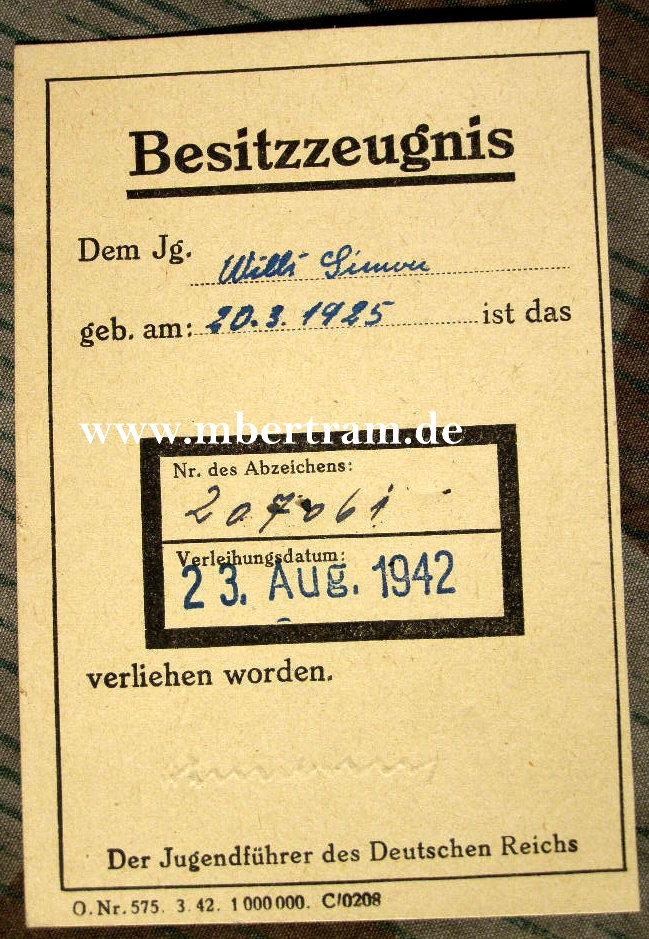 Besitzzeugnis
Dem Jg. Willi Simon
geb. am: 20.3.1925 ist das
www.mbertram.de
Nr. des Abzeichens:
207061
Verleihungsdatum:
23. Aug. 1942
verliehen worden.
Der Jugendführer des Deutschen Reichs
O.Nr. 575. 3. 42. 1 000 000. C/0208